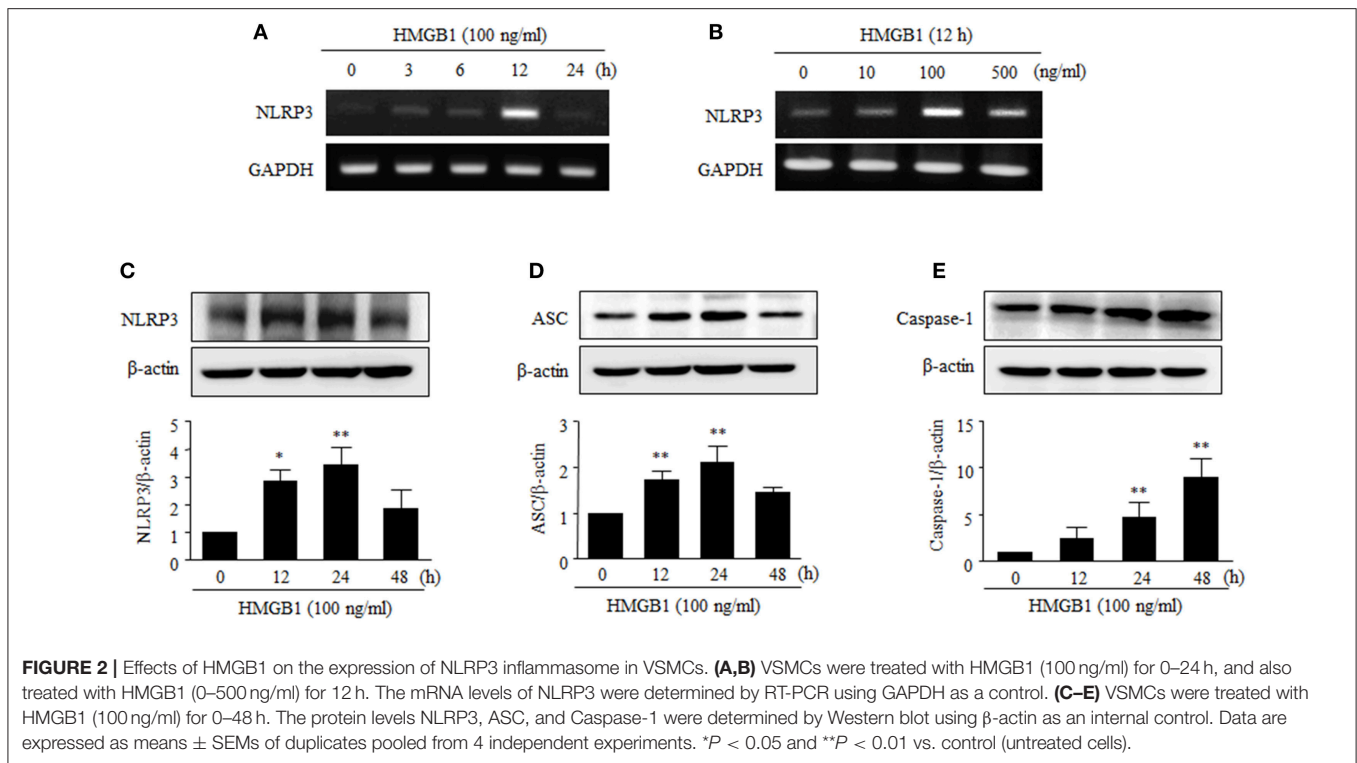 A
HMGB1 (100 ng/ml)
0 3 6 12 24 (h)
NLRP3
GAPDH
B
HMGB1 (12 h)
0 10 100 500 (ng/ml)
NLRP3
GAPDH
C
NLRP3
β-actin
NLRP3/β-actin
5
4
3
2
1
0
* **
0 12 24 48 (h)
HMGB1 (100 ng/ml)
D
ASC
β-actin
ASC/β-actin
3
2
1
0
** **
0 12 24 48 (h)
HMGB1 (100 ng/ml)
E
Caspase-1
β-actin
Caspase-1/β-actin
15
10
5
0
** **
0 12 24 48 (h)
HMGB1 (100 ng/ml)
FIGURE 2 | Effects of HMGB1 on the expression of NLRP3 inflammasome in VSMCs. (A,B) VSMCs were treated with HMGB1 (100 ng/ml) for 0–24 h, and also
treated with HMGB1 (0–500 ng/ml) for 12 h. The mRNA levels of NLRP3 were determined by RT-PCR using GAPDH as a control. (C–E) VSMCs were treated with
HMGB1 (100 ng/ml) for 0–48 h. The protein levels NLRP3, ASC, and Caspase-1 were determined by Western blot using β-actin as an internal control. Data are
expressed as means ± SEMs of duplicates pooled from 4 independent experiments. *P < 0.05 and **P < 0.01 vs. control (untreated cells).